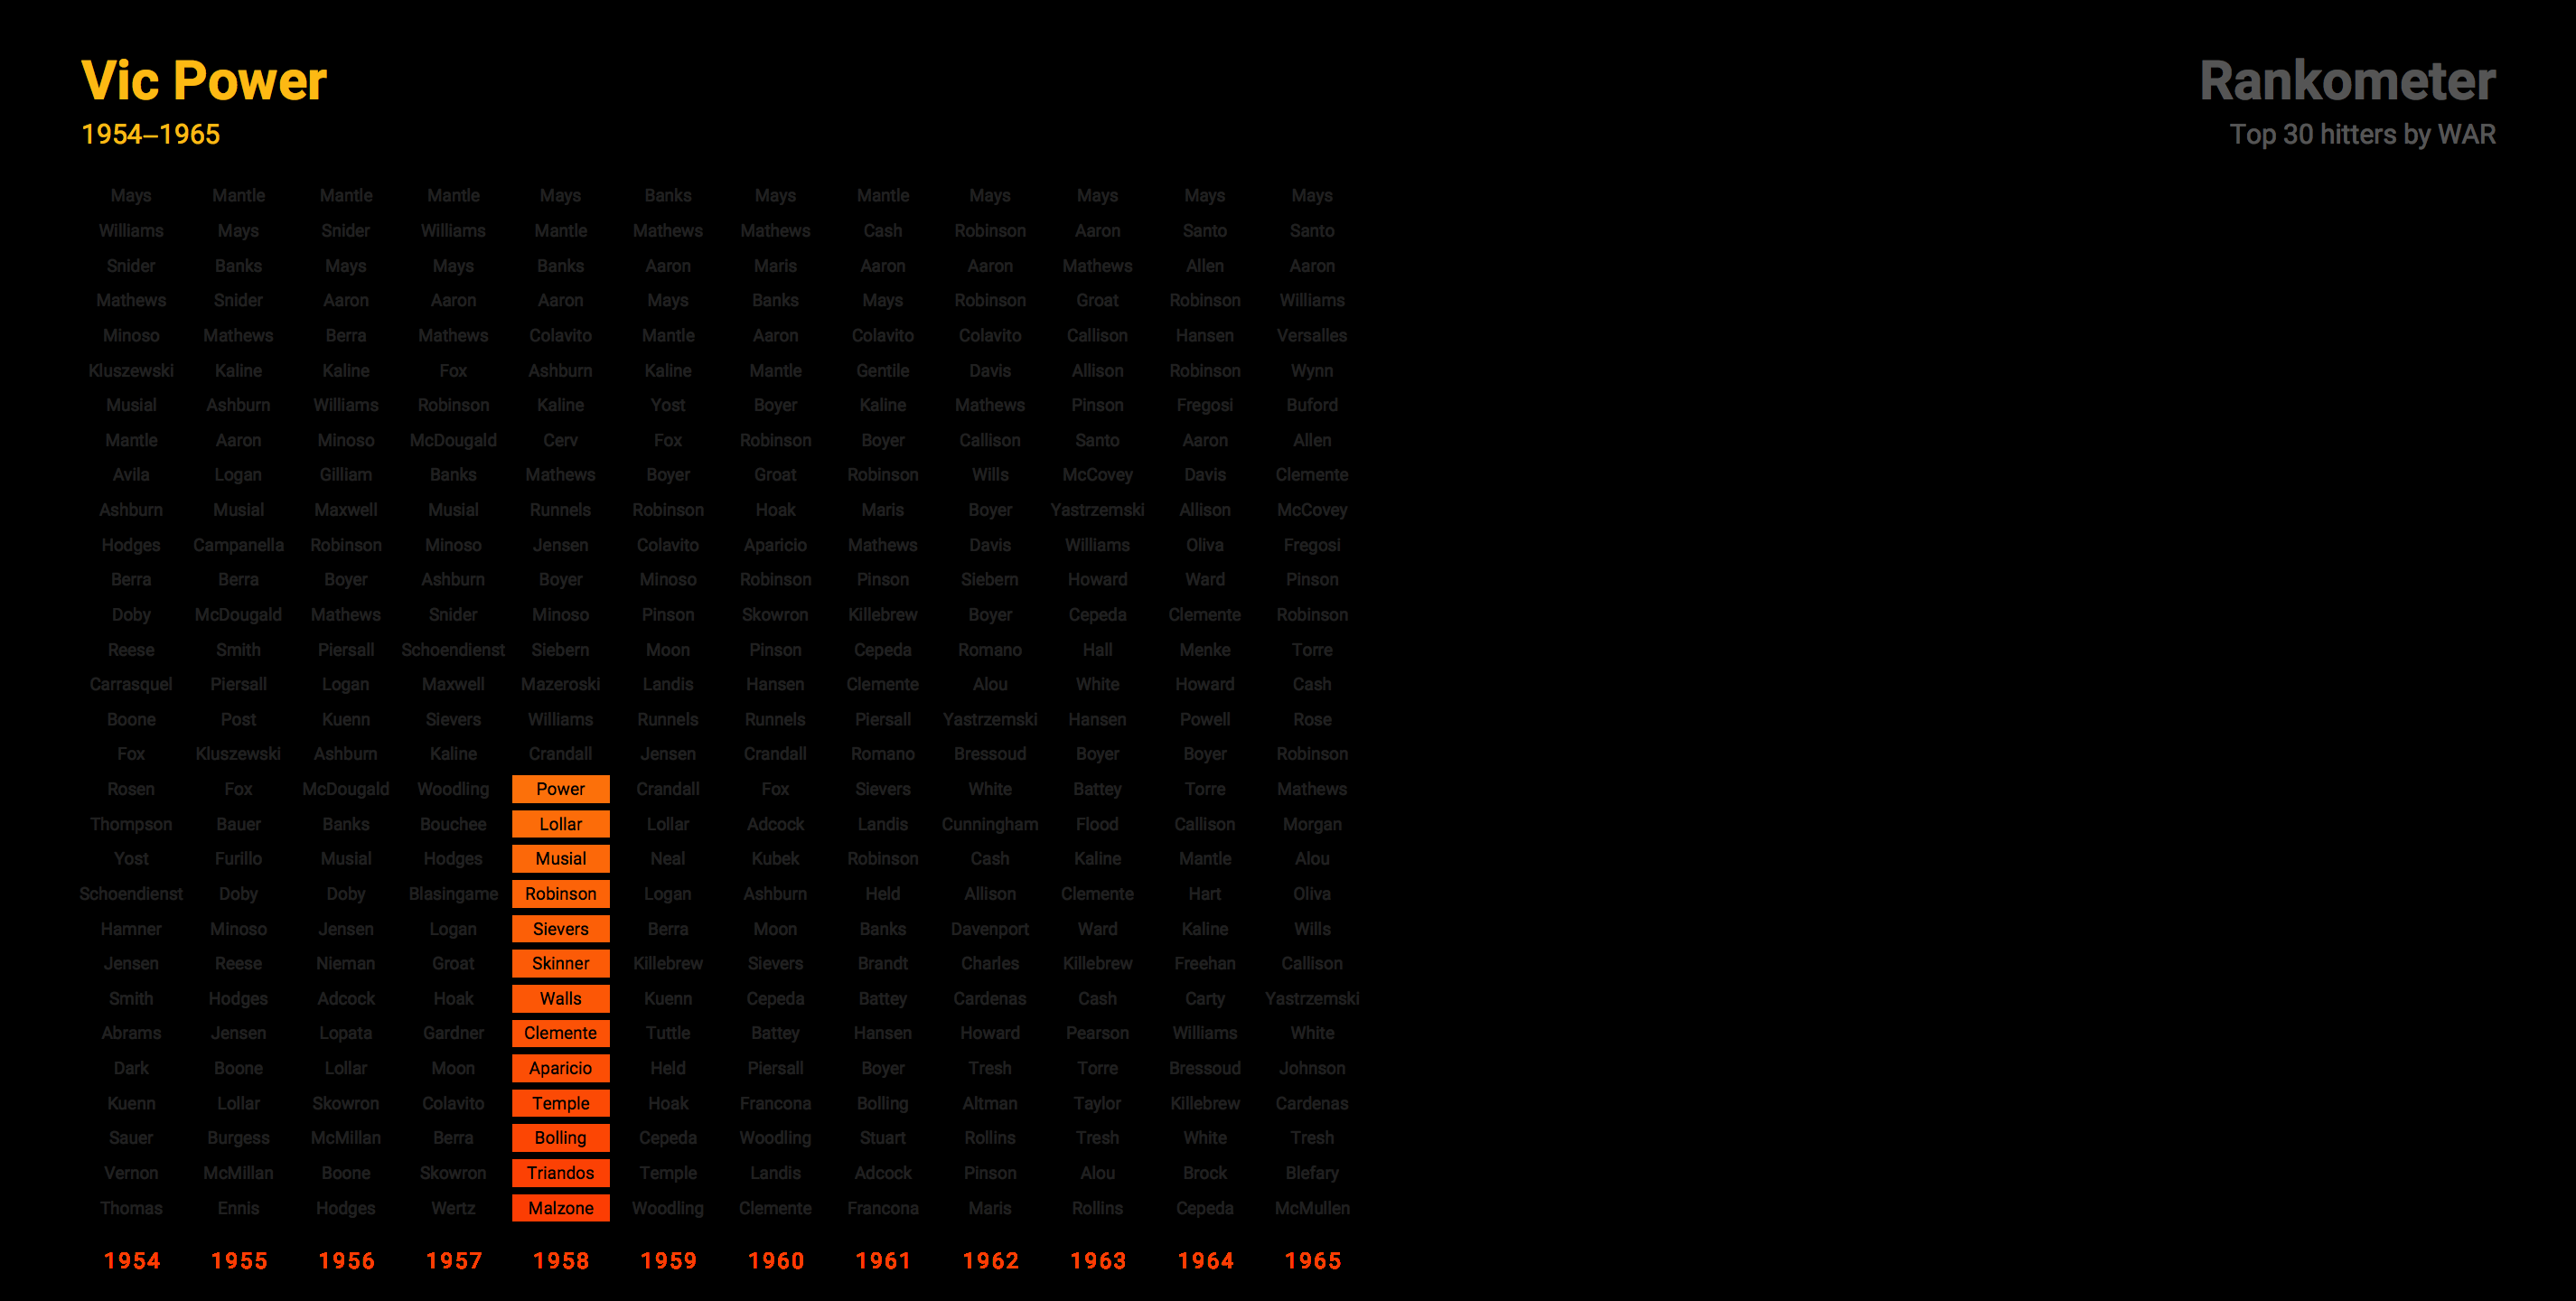 Vic Power
1954–1965
Rankometer
Top 30 hitters by WAR
Mays Mantle Mantle Mantle Mays Banks Mays Mantle Mays Mays Mays Mays
Williams Mays Snider Williams Mantle Mathews Mathews Cash Robinson Aaron Santo Santo
Snider Banks Mays Mays Banks Aaron Maris Aaron Aaron Mathews Allen Aaron
Mathews Snider Aaron Aaron Aaron Mays Banks Mays Robinson Groat Robinson Williams
Minoso Mathews Berra Mathews Colavito Mantle Aaron Colavito Colavito Callison Hansen Versalles
Kluszewski Kaline Kaline Fox Ashburn Kaline Mantle Gentile Davis Allison Robinson Wynn
Musial Ashburn Williams Robinson Kaline Yost Boyer Kaline Mathews Pinson Fregosi Buford
Mantle Aaron Minoso McDougald Cerv Fox Robinson Boyer Callison Santo Aaron Allen
Avila Logan Gilliam Banks Mathews Boyer Groat Robinson Wills McCovey Davis Clemente
Ashburn Musial Maxwell Musial Runnels Robinson Hoak Maris Boyer Yastrzemski Allison McCovey
Hodges Campanella Robinson Minoso Jensen Colavito Aparicio Mathews Davis Williams Oliva Fregosi
Berra Berra Boyer Ashburn Boyer Minoso Robinson Pinson Siebern Howard Ward Pinson
Doby McDougald Mathews Snider Minoso Pinson Skowron Killebrew Boyer Cepeda Clemente Robinson
Reese Smith Piersall Schoendienst Siebern Moon Pinson Cepeda Romano Hall Menke Torre
Carrasquel Piersall Logan Maxwell Mazeroski Landis Hansen Clemente Alou White Howard Cash
Boone Post Kuenn Sievers Williams Runnels Runnels Piersall Yastrzemski Hansen Powell Rose
Fox Kluszewski Ashburn Kaline Crandall Jensen Crandall Romano Bressoud Boyer Boyer Robinson
Rosen Fox McDougald Woodling Power Crandall Fox Sievers White Battey Torre Mathews
Thompson Bauer Banks Bouchee Lollar Lollar Adcock Landis Cunningham Flood Callison Morgan
Yost Furillo Musial Hodges Musial Neal Kubek Robinson Cash Kaline Mantle Alou
Schoendienst Doby Doby Blasingame Robinson Logan Ashburn Held Allison Clemente Hart Oliva
Hamner Minoso Jensen Logan Sievers Berra Moon Banks Davenport Ward Kaline Wills
Jensen Reese Nieman Groat Skinner Killebrew Sievers Brandt Charles Killebrew Freehan Callison
Smith Hodges Adcock Hoak Walls Kuenn Cepeda Battey Cardenas Cash Carty Yastrzemski
Abrams Jensen Lopata Gardner Clemente Tuttle Battey Hansen Howard Pearson Williams White
Dark Boone Lollar Moon Aparicio Held Piersall Boyer Tresh Torre Bressoud Johnson
Kuenn Lollar Skowron Colavito Temple Hoak Francona Bolling Altman Taylor Killebrew Cardenas
Sauer Burgess McMillan Berra Bolling Cepeda Woodling Stuart Rollins Tresh White Tresh
Vernon McMillan Boone Skowron Triandos Temple Landis Adcock Pinson Alou Brock Blefary
Thomas Ennis Hodges Wertz Malzone Woodling Clemente Francona Maris Rollins Cepeda McMullen
1954 1955 1956 1957 1958 1959 1960 1961 1962 1963 1964 1965